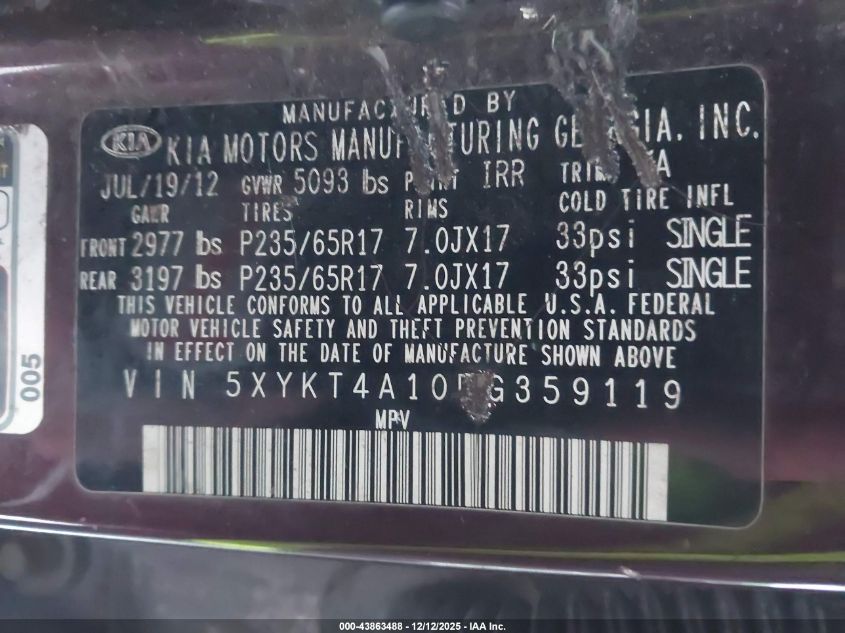 MANUFACTURED BY
KIA KIA MOTORS MANUFACTURING GEORGIA, INC.
JUL/19/12 GVWR 5093 lbs PAINT IRR TRIM
GAWR TIRES RIMS COLD TIRE INFL
FRONT 2977 lbs P235/65R17 7.0JX17 33psi SINGLE
REAR 3197 lbs P235/65R17 7.0JX17 33psi SINGLE
THIS VEHICLE CONFORMS TO ALL APPLICABLE U.S.A. FEDERAL
MOTOR VEHICLE SAFETY AND THEFT PREVENTION STANDARDS
IN EFFECT ON THE DATE OF MANUFACTURE SHOWN ABOVE
VIN
MPV
005
000-43863488 - 12/12/2025 - IAA Inc.